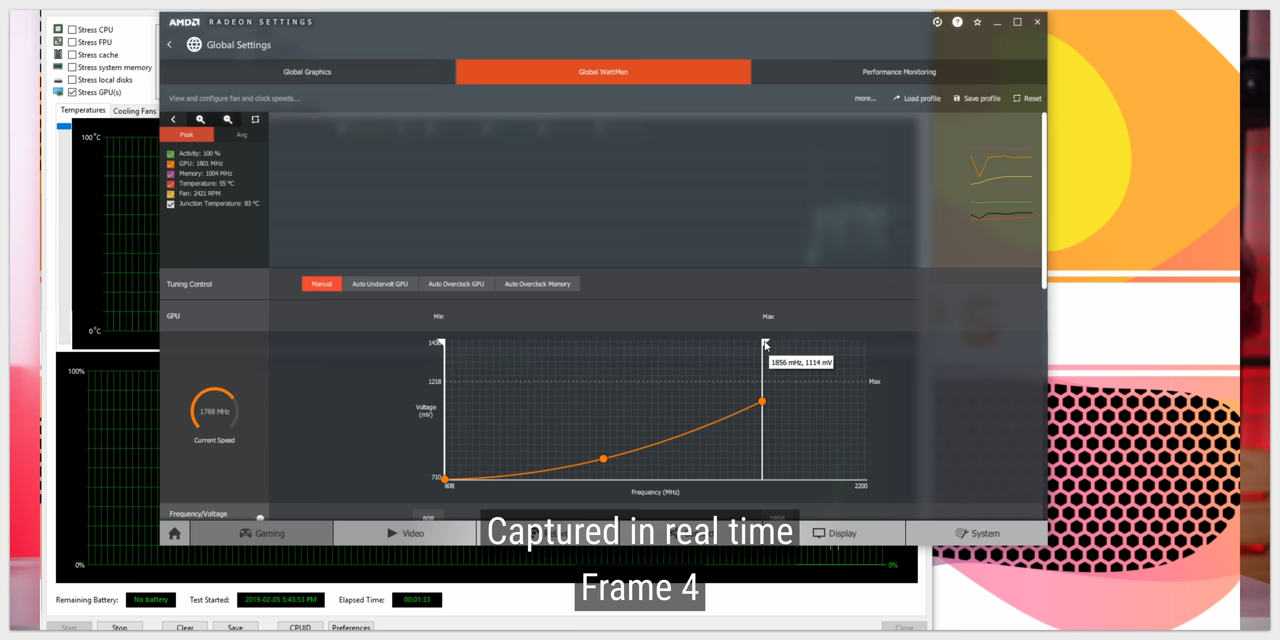 Stress CPU
Stress FPU
Stress cache
Stress system memory
Stress local disks
Stress GPU(s)
Temperatures Cooling Fans
100°C
0°C
100%
0%
0%
AMD RADEON SETTINGS
Global Settings
Global Graphics Global WattMan Performance Monitoring
View and configure fan and clock speeds....
more... Load profile Save profile Reset
Peak Avg
Activity: 100 %
GPU: 1801 MHz
Memory: 1004 MHz
Temperature: 55 °C
Fan: 2421 RPM
Junction Temperature: 83 °C
Tuning Control Manual Auto Undervolt GPU Auto Overclock GPU Auto Overclock Memory
GPU Min Max
1856 mHz, 1114 mV
1218 Max
Voltage
(mV)
710
808 2200
Frequency (MHz)
1788 MHz
Current Speed
Frequency/Voltage 808
Gaming Video Display System
Captured in real time
Frame 4
Remaining Battery: No battery Test Started: 2019-02-05 5:43:53 PM Elapsed Time: 00:01:33
Start Stop Clear Save CPUID Preferences Close